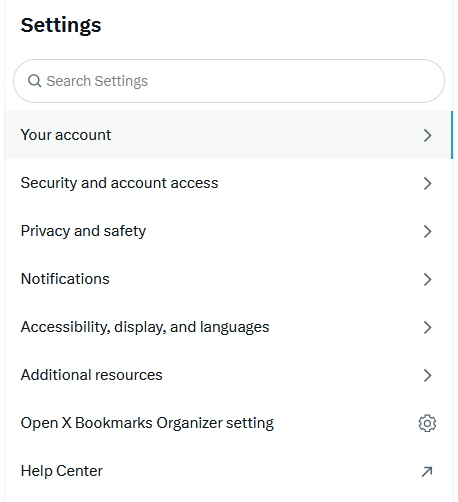 Settings
Search Settings
Your account
Security and account access
Privacy and safety
Notifications
Accessibility, display, and languages
Additional resources
Open X Bookmarks Organizer setting
Help Center